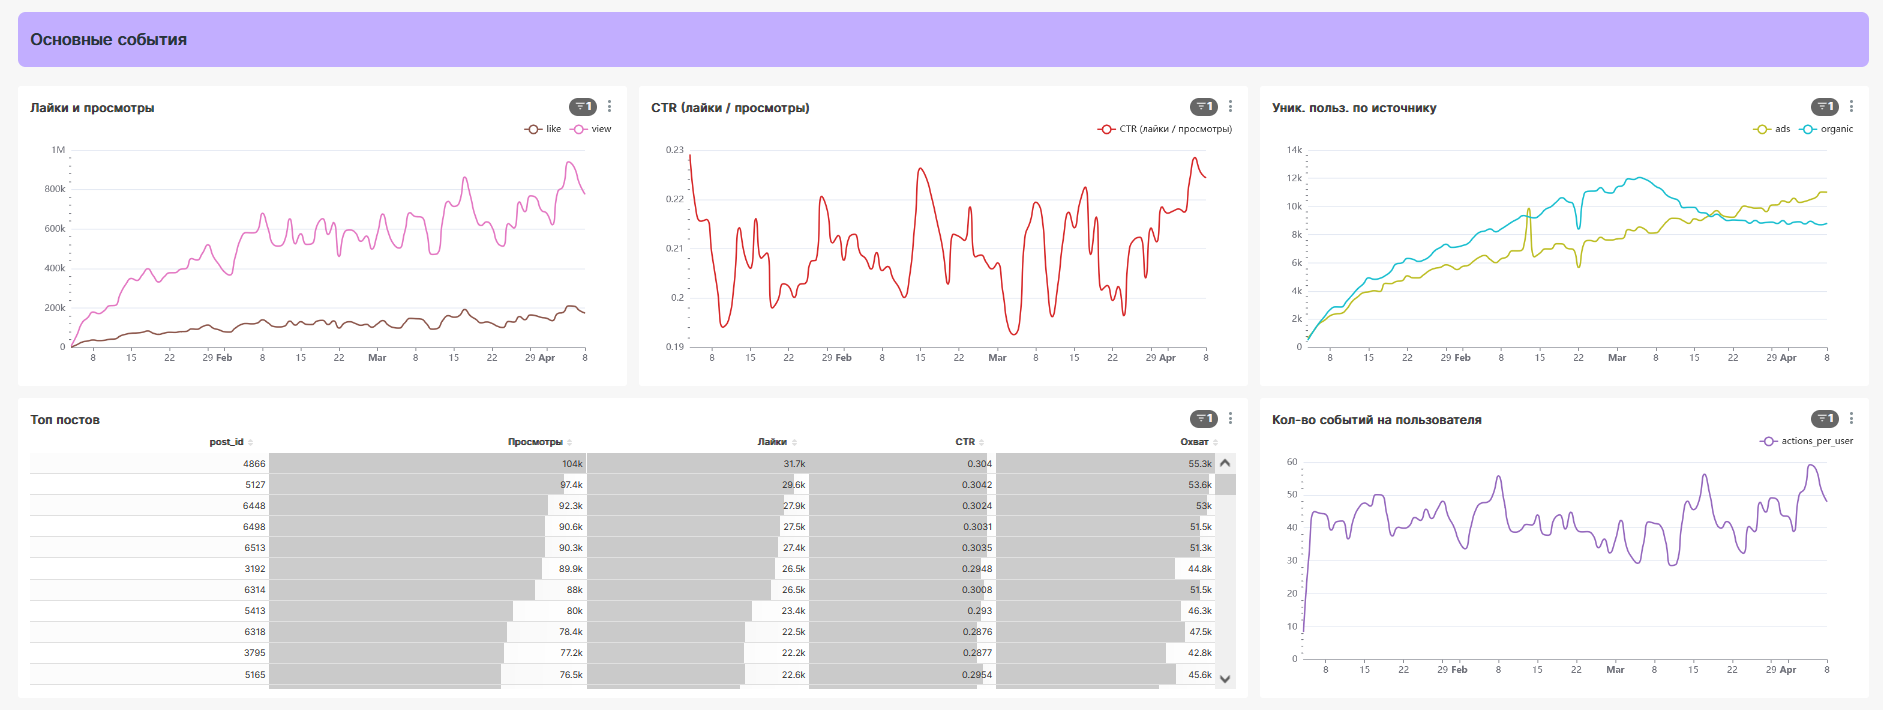 Основные события
Лайки и просмотры
1
like view
1M
800k
600k
400k
200k
0
8 15 22 29 Feb 8 15 22 Mar 8 15 22 29 Apr 8
CTR (лайки / просмотры)
1
CTR (лайки / просмотры)
0.23
0.22
0.21
0.2
0.19
8 15 22 29 Feb 8 15 22 Mar 8 15 22 29 Apr 8
Уник. польз. по источнику
1
ads organic
14k
12k
10k
8k
6k
4k
2k
0
8 15 22 29 Feb 8 15 22 Mar 8 15 22 29 Apr 8
Топ постов
1
post_id Просмотры Лайки CTR Охват
4866 104k 31.7k 0.304 55.3k
5127 97.4k 29.6k 0.3042 53.6k
6448 92.3k 27.9k 0.3024 53k
6498 90.6k 27.5k 0.3031 51.5k
6513 90.3k 27.4k 0.3035 51.3k
3192 89.9k 26.5k 0.2948 44.8k
6314 88k 26.5k 0.3008 51.5k
5413 80k 23.4k 0.293 46.3k
6318 78.4k 22.5k 0.2876 47.5k
3795 77.2k 22.2k 0.2877 42.8k
5165 76.5k 22.6k 0.2954 45.6k
Кол-во событий на пользователя
1
actions_per_user
60
50
40
30
20
10
0
8 15 22 29 Feb 8 15 22 Mar 8 15 22 29 Apr 8